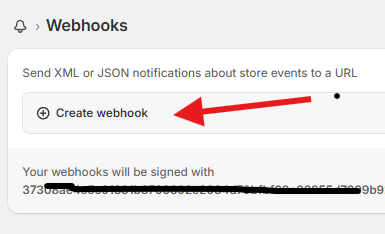 Webhooks
Send XML or JSON notifications about store events to a URL
Create webhook
Your webhooks will be signed with